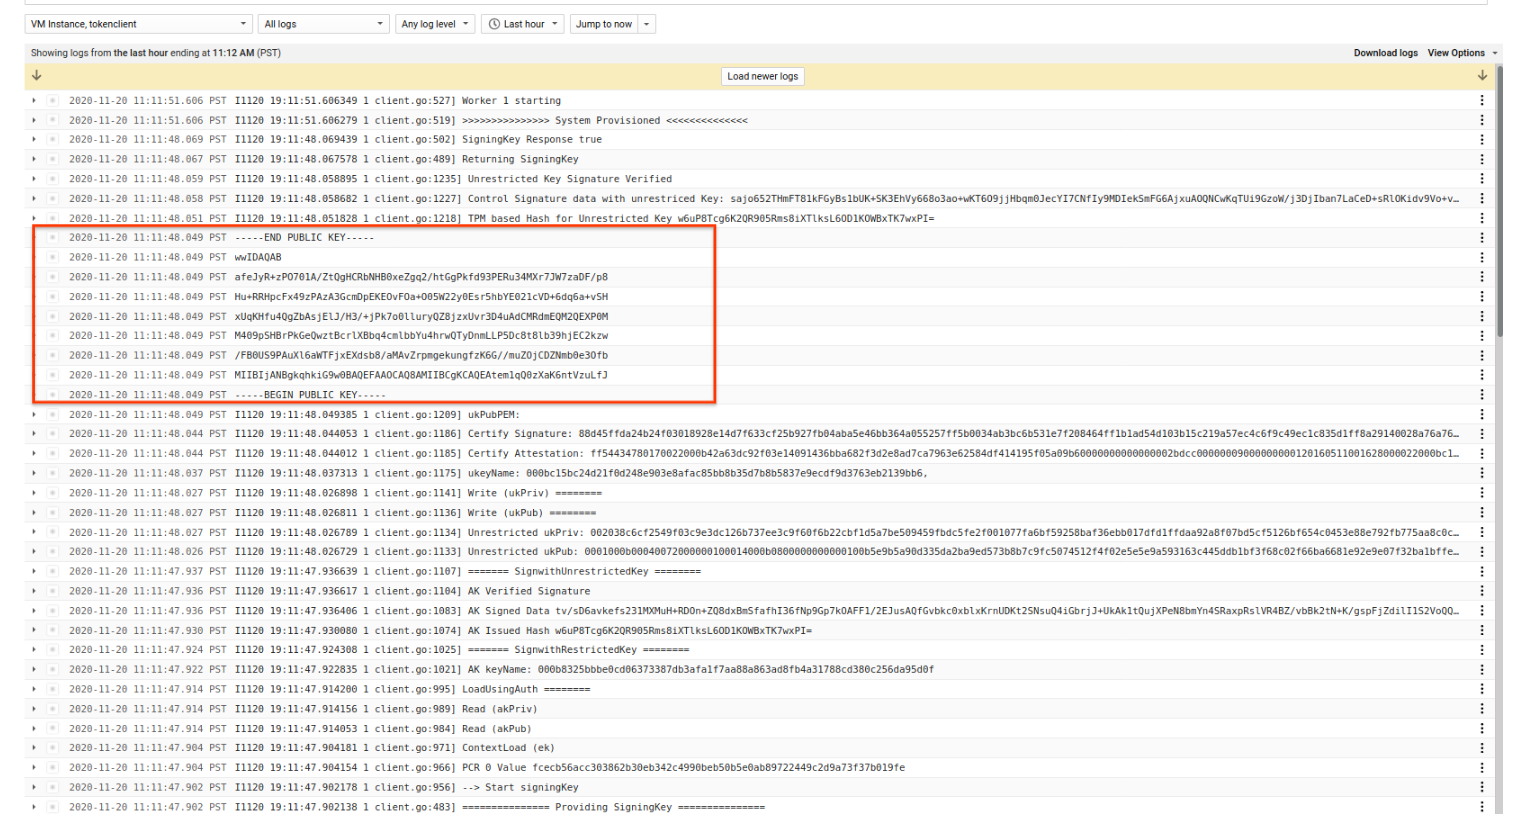 VM Instance, tokenclient All logs Any log level Last hour Jump to now
Showing logs from the last hour ending at 11:12 AM (PST) Download logs View Options
Load newer logs
2020-11-20 11:11:51.606 PST I1120 19:11:51.606349 1 client.go:527] Worker 1 starting
2020-11-20 11:11:51.606 PST I1120 19:11:51.606279 1 client.go:519] >>>>>>>>>>>>>>> System Provisioned <<<<<<<<<<<<<<
2020-11-20 11:11:48.069 PST I1120 19:11:48.069439 1 client.go:502] SigningKey Response true
2020-11-20 11:11:48.067 PST I1120 19:11:48.067578 1 client.go:489] Returning SigningKey
2020-11-20 11:11:48.059 PST I1120 19:11:48.058895 1 client.go:1235] Unrestricted Key Signature Verified
2020-11-20 11:11:48.058 PST I1120 19:11:48.058682 1 client.go:1227] Control Signature data with unrestriced Key: sajo652THmFT81kFGyBs1bUK+SK3EhVy668o3ao+wKT6O9jjHbqm0JecYI7CNfIy9MDIekSmFG6AjxuAOQNCwKqTUi9GzoW/j3DjIban7LaCeD+sRlOKidv9Vo+v…
2020-11-20 11:11:48.051 PST I1120 19:11:48.051828 1 client.go:1218] TPM based Hash for Unrestricted Key w6uP8Tcg6K2QR905Rms8iXTlksL6OD1KOWBxTK7wxPI=
2020-11-20 11:11:48.049 PST -----END PUBLIC KEY-----
2020-11-20 11:11:48.049 PST wwIDAQAB
2020-11-20 11:11:48.049 PST afeJyR+zPO701A/ZtQgHCRbNHB0xeZgq2/htGgPkfd93PERu34MXr7JW7zaDF/p8
2020-11-20 11:11:48.049 PST Hu+RRHpcFx49zPAzA3GcmDpEKEOvFOa+O05W22y0Esr5hbYE021cVD+6dq6a+vSH
2020-11-20 11:11:48.049 PST xUqKHfu4QgZbAsjElJ/H3/+jPk7o0lluryQZ8jzxUvr3D4uAdCMRdmEQM2QEXP0M
2020-11-20 11:11:48.049 PST M409pSHBrPkGeQwztBcrlXBbq4cmlbbYu4hrwQTyDnmLLP5Dc8t8lb39hjEC2kzw
2020-11-20 11:11:48.049 PST /FB0US9PAuXl6aWTFjxEXdsb8/aMAvZrpmgekungfzK6G//muZOjCDZNmb0e3Ofb
2020-11-20 11:11:48.049 PST MIIBIjANBgkqhkiG9w0BAQEFAAOCAQ8AMIIBCgKCAQEAtem1qQ0zXaK6ntVzuLfJ
2020-11-20 11:11:48.049 PST -----BEGIN PUBLIC KEY-----
2020-11-20 11:11:48.049 PST I1120 19:11:48.049385 1 client.go:1209] ukPubPEM:
2020-11-20 11:11:48.044 PST I1120 19:11:48.044053 1 client.go:1186] Certify Signature: 88d45ffda24b24f03018928e14d7f633cf25b927fb04aba5e46bb364a055257ff5b0034ab3bc6b531e7f208464ff1b1ad54d103b15c219a57ec4c6f9c49ec1c835d1ff8a29140028a76a76…
2020-11-20 11:11:48.044 PST I1120 19:11:48.044012 1 client.go:1185] Certify Attestation:
2020-11-20 11:11:48.037 PST I1120 19:11:48.037313 1 client.go:1175] ukeyName: 000bc15bc24d21f0d248e903e8afac85bb8b35d7b8b5837e9ecdf9d3763eb2139bb6,
2020-11-20 11:11:48.027 PST I1120 19:11:48.026898 1 client.go:1141] Write (ukPriv) ========
2020-11-20 11:11:48.027 PST I1120 19:11:48.026811 1 client.go:1136] Write (ukPub) ========
2020-11-20 11:11:48.027 PST I1120 19:11:48.026789 1 client.go:1134] Unrestricted ukPriv: 002038c6cf2549f03c9e3dc126b737ee3c9f60f6b22cbf1d5a7be509459fbdc5fe2f001077fa6bf59258baf36ebb017dfd1ffdaa92a8f07bd5cf5126bf654c0453e88e792fb775aa8c0c…
2020-11-20 11:11:48.026 PST I1120 19:11:48.026729 1 client.go:1133] Unrestricted ukPub:
2020-11-20 11:11:47.937 PST I1120 19:11:47.936639 1 client.go:1107] ======= SignwithUnrestrictedKey ========
2020-11-20 11:11:47.936 PST I1120 19:11:47.936617 1 client.go:1104] AK Verified Signature
2020-11-20 11:11:47.936 PST I1120 19:11:47.936406 1 client.go:1083] AK Signed Data tv/sD6avkefs231MXMuH+RDOn+ZQ8dxBmSfafhI36fNp9Gp7kOAFF1/2EJusAQfGvbkc0xblxKrnUDKt2SNsuQ4iGbrjJ+UkAk1tQujXPeN8bmYn4SRaxpRslVR4BZ/vbBk2tN+K/gspFjZdilI1S2VoQQ…
2020-11-20 11:11:47.930 PST I1120 19:11:47.930080 1 client.go:1074] AK Issued Hash w6uP8Tcg6K2QR905Rms8iXTlksL6OD1KOWBxTK7wxPI=
2020-11-20 11:11:47.924 PST I1120 19:11:47.924308 1 client.go:1025] ======= SignwithRestrictedKey ========
2020-11-20 11:11:47.922 PST I1120 19:11:47.922835 1 client.go:1021] AK keyName: 000b8325bbbe0cd06373387db3afa1f7aa88a863ad8fb4a31788cd380c256da95d0f
2020-11-20 11:11:47.914 PST I1120 19:11:47.914200 1 client.go:995] LoadUsingAuth ========
2020-11-20 11:11:47.914 PST I1120 19:11:47.914156 1 client.go:989] Read (akPriv)
2020-11-20 11:11:47.914 PST I1120 19:11:47.914053 1 client.go:984] Read (akPub)
2020-11-20 11:11:47.904 PST I1120 19:11:47.904181 1 client.go:971] ContextLoad (ek)
2020-11-20 11:11:47.904 PST I1120 19:11:47.904154 1 client.go:966] PCR 0 Value fcecb56acc303862b30eb342c4990beb50b5e0ab89722449c2d9a73f37b019fe
2020-11-20 11:11:47.902 PST I1120 19:11:47.902178 1 client.go:956] --> Start signingKey
2020-11-20 11:11:47.902 PST I1120 19:11:47.902138 1 client.go:483] =============== Providing SigningKey ===============